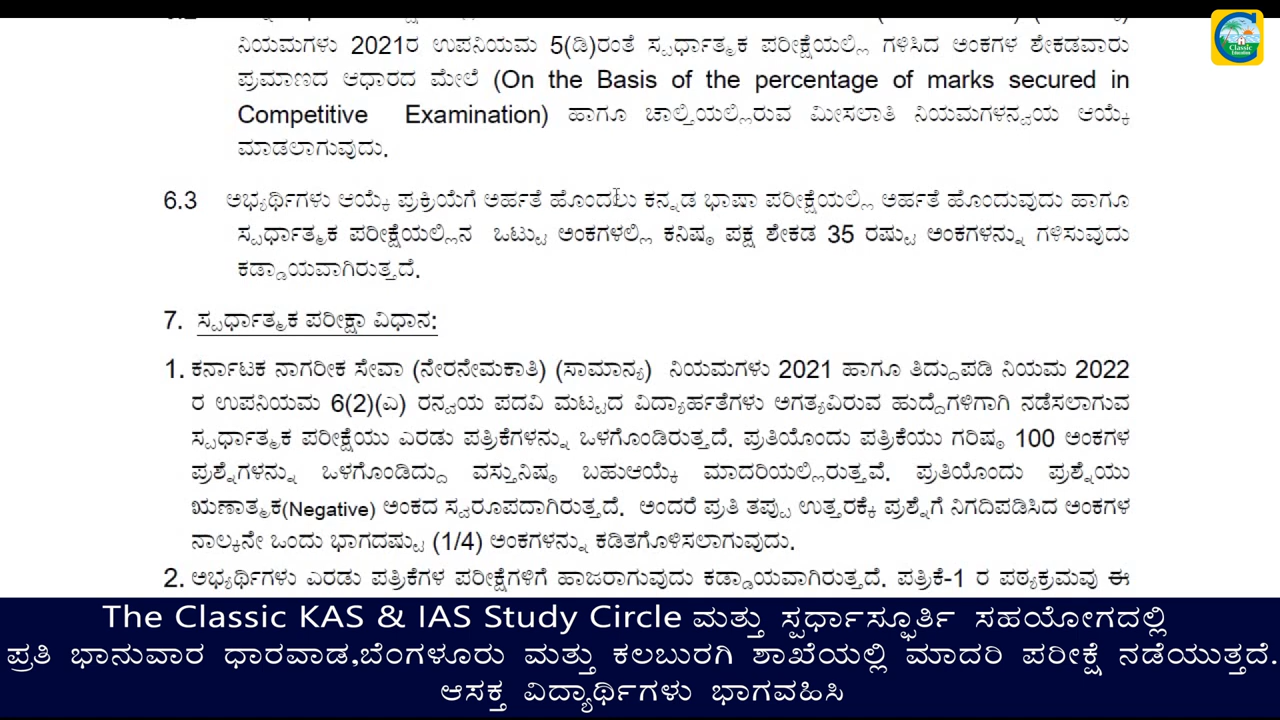 ನಿಯಮಗಳು 2021ರ ಉಪನಿಯಮ 5(ಡಿ)ರಂತೆ ಸ್ಪರ್ಧಾತ್ಮಕ ಪರೀಕ್ಷೆಯಲ್ಲಿ ಗಳಿಸಿದ ಅಂಕಗಳ ಶೇಕಡವಾರು
ಪ್ರಮಾಣದ ಆಧಾರದ ಮೇಲೆ (On the Basis of the percentage of marks secured in
Competitive Examination) ಹಾಗೂ ಚಾಲ್ತಿಯಲ್ಲಿರುವ ಮೀಸಲಾತಿ ನಿಯಮಗಳನ್ವಯ ಆಯ್ಕೆ
ಮಾಡಲಾಗುವುದು.
6.3 ಅಭ್ಯರ್ಥಿಗಳು ಆಯ್ಕೆ ಪ್ರಕ್ರಿಯೆಗೆ ಅರ್ಹತೆ ಹೊಂದಲು ಕನ್ನಡ ಭಾಷಾ ಪರೀಕ್ಷೆಯಲ್ಲಿ ಅರ್ಹತೆ ಹೊಂದುವುದು ಹಾಗೂ
ಸ್ಪರ್ಧಾತ್ಮಕ ಪರೀಕ್ಷೆಯಲ್ಲಿನ ಒಟ್ಟು ಅಂಕಗಳಲ್ಲಿ ಕನಿಷ್ಠ ಪಕ್ಷ ಶೇಕಡ 35 ರಷ್ಟು ಅಂಕಗಳನ್ನು ಗಳಿಸುವುದು
ಕಡ್ಡಾಯವಾಗಿರುತ್ತದೆ.
7. ಸ್ಪರ್ಧಾತ್ಮಕ ಪರೀಕ್ಷಾ ವಿಧಾನ:
1. ಕರ್ನಾಟಕ ನಾಗರೀಕ ಸೇವಾ (ನೇರನೇಮಕಾತಿ) (ಸಾಮಾನ್ಯ) ನಿಯಮಗಳು 2021 ಹಾಗೂ ತಿದ್ದುಪಡಿ ನಿಯಮ 2022
ರ ಉಪನಿಯಮ 6(2)(ಎ) ರನ್ವಯ ಪದವಿ ಮಟ್ಟದ ವಿದ್ಯಾರ್ಹತೆಗಳು ಅಗತ್ಯವಿರುವ ಹುದ್ದೆಗಳಿಗಾಗಿ ನಡೆಸಲಾಗುವ
ಸ್ಪರ್ಧಾತ್ಮಕ ಪರೀಕ್ಷೆಯು ಎರಡು ಪತ್ರಿಕೆಗಳನ್ನು ಒಳಗೊಂಡಿರುತ್ತದೆ. ಪ್ರತಿಯೊಂದು ಪತ್ರಿಕೆಯು ಗರಿಷ್ಠ 100 ಅಂಕಗಳ
ಪ್ರಶ್ನೆಗಳನ್ನು ಒಳಗೊಂಡಿದ್ದು ವಸ್ತುನಿಷ್ಠ ಬಹುಆಯ್ಕೆ ಮಾದರಿಯಲ್ಲಿರುತ್ತವೆ. ಪ್ರತಿಯೊಂದು ಪ್ರಶ್ನೆಯು
ಋಣಾತ್ಮಕ(Negative) ಅಂಕದ ಸ್ವರೂಪದಾಗಿರುತ್ತದೆ. ಅಂದರೆ ಪ್ರತಿ ತಪ್ಪು ಉತ್ತರಕ್ಕೆ ಪ್ರಶ್ನೆಗೆ ನಿಗದಿಪಡಿಸಿದ ಅಂಕಗಳ
ನಾಲ್ಕನೇ ಒಂದು ಭಾಗದಷ್ಟು (1/4) ಅಂಕಗಳನ್ನು ಕಡಿತಗೊಳಿಸಲಾಗುವುದು.
2. ಅಭ್ಯರ್ಥಿಗಳು ಎರಡು ಪತ್ರಿಕೆಗಳ ಪರೀಕ್ಷೆಗಳಿಗೆ ಹಾಜರಾಗುವುದು ಕಡ್ಡಾಯವಾಗಿರುತ್ತದೆ. ಪತ್ರಿಕೆ-1 ರ ಪಠ್ಯಕ್ರಮವು ಈ
The Classic KAS & IAS Study Circle ಮತ್ತು ಸ್ಪರ್ಧಾಸ್ಫೂರ್ತಿ ಸಹಯೋಗದಲ್ಲಿ
ಪ್ರತಿ ಭಾನುವಾರ ಧಾರವಾಡ,ಬೆಂಗಳೂರು ಮತ್ತು ಕಲಬುರಗಿ ಶಾಖೆಯಲ್ಲಿ ಮಾದರಿ ಪರೀಕ್ಷೆ ನಡೆಯುತ್ತದೆ.
ಆಸಕ್ತ ವಿದ್ಯಾರ್ಥಿಗಳು ಭಾಗವಹಿಸಿ
Classic
Education